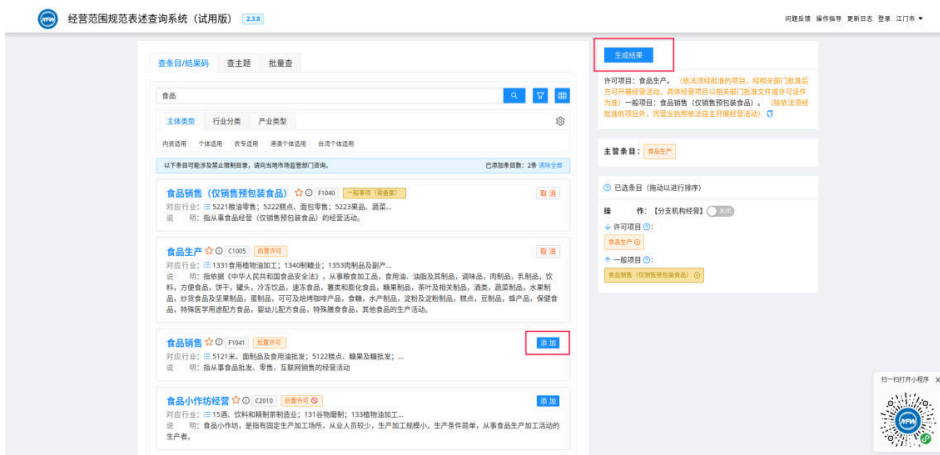 经营范围规范表述查询系统（试用版） 2.3.8
问题反馈 操作指导 更新日志 登录 江门市
查条目/结果码 查主题 批量查
食品
主体类型 行业分类 产业类型
内资适用 个体适用 农专适用 港澳个体适用 台湾个体适用
以下条目可能涉及禁止限制目录，请向当地市场监管部门咨询。 已添加条目数：2条 清除全部
食品销售（仅销售预包装食品） F1040 一般事项（需备案） 取 消
对应行业：5221粮油零售；5222糕点、面包零售；5223果品、蔬菜...
说 明：指从事食品经营（仅销售预包装食品）的经营活动。
食品生产 C1005 后置许可 取 消
对应行业：1331食用植物油加工；1340制糖业；1353肉制品及副产...
说 明：指依据《中华人民共和国食品安全法》，从事粮食加工品，食用油、油脂及其制品，调味品，肉制品，乳制品，饮
料，方便食品，饼干，罐头，冷冻饮品，速冻食品，薯类和膨化食品，糖果制品，茶叶及相关制品，酒类，蔬菜制品，水果制
品，炒货食品及坚果制品，蛋制品，可可及焙烤咖啡产品，食糖，水产制品，淀粉及淀粉制品，糕点，豆制品，蜂产品，保健食
品，特殊医学用途配方食品，婴幼儿配方食品，特殊膳食食品，其他食品的生产活动。
食品销售 F1041 后置许可 添 加
对应行业：5121米、面制品及食用油批发；5122糕点、糖果及糖批发；...
说 明：指从事食品批发、零售、互联网销售的经营活动
食品小作坊经营 C2010 后置许可 添 加
对应行业：15酒、饮料和精制茶制造业；131谷物磨制；133植物油加工...
说 明：食品小作坊，是指有固定生产加工场所，从业人员较少，生产加工规模小，生产条件简单，从事食品生产加工活动的
生产者。
生成结果
许可项目：食品生产。（依法须经批准的项目，经相关部门批准后
方可开展经营活动，具体经营项目以相关部门批准文件或许可证件
为准）一般项目：食品销售（仅销售预包装食品）。（除依法须经
批准的项目外，凭营业执照依法自主开展经营活动）
主营条目： 食品生产
已选条目（拖动以进行排序）
操 作：【分支机构经营】 关闭
许可项目：
食品生产
一般项目：
食品销售（仅销售预包装食品）
扫一扫打开小程序 X